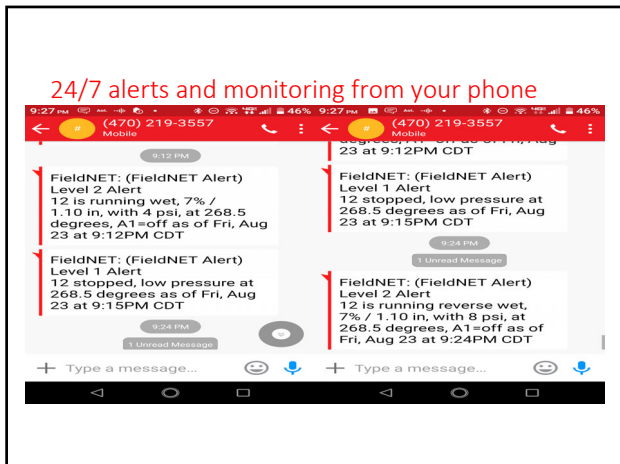 24/7 alerts and monitoring from your phone
9:27 PM
46%
(470) 219-3557
Mobile
9:12 PM
FieldNET: (FieldNET Alert)
Level 2 Alert
12 is running wet, 7% /
1.10 in, with 4 psi, at 268.5
degrees, A1=off as of Fri, Aug
23 at 9:12PM CDT
FieldNET: (FieldNET Alert)
Level 1 Alert
12 stopped, low pressure at
268.5 degrees as of Fri, Aug
23 at 9:15PM CDT
9:24 PM
1 Unread Message
Type a message...
9:27 PM
46%
(470) 219-3557
Mobile
degrees, A1=off as of Fri, Aug
23 at 9:12PM CDT
FieldNET: (FieldNET Alert)
Level 1 Alert
12 stopped, low pressure at
268.5 degrees as of Fri, Aug
23 at 9:15PM CDT
9:24 PM
1 Unread Message
FieldNET: (FieldNET Alert)
Level 2 Alert
12 is running reverse wet,
7% / 1.10 in, with 8 psi, at
268.5 degrees, A1=off as of
Fri, Aug 23 at 9:24PM CDT
Type a message...